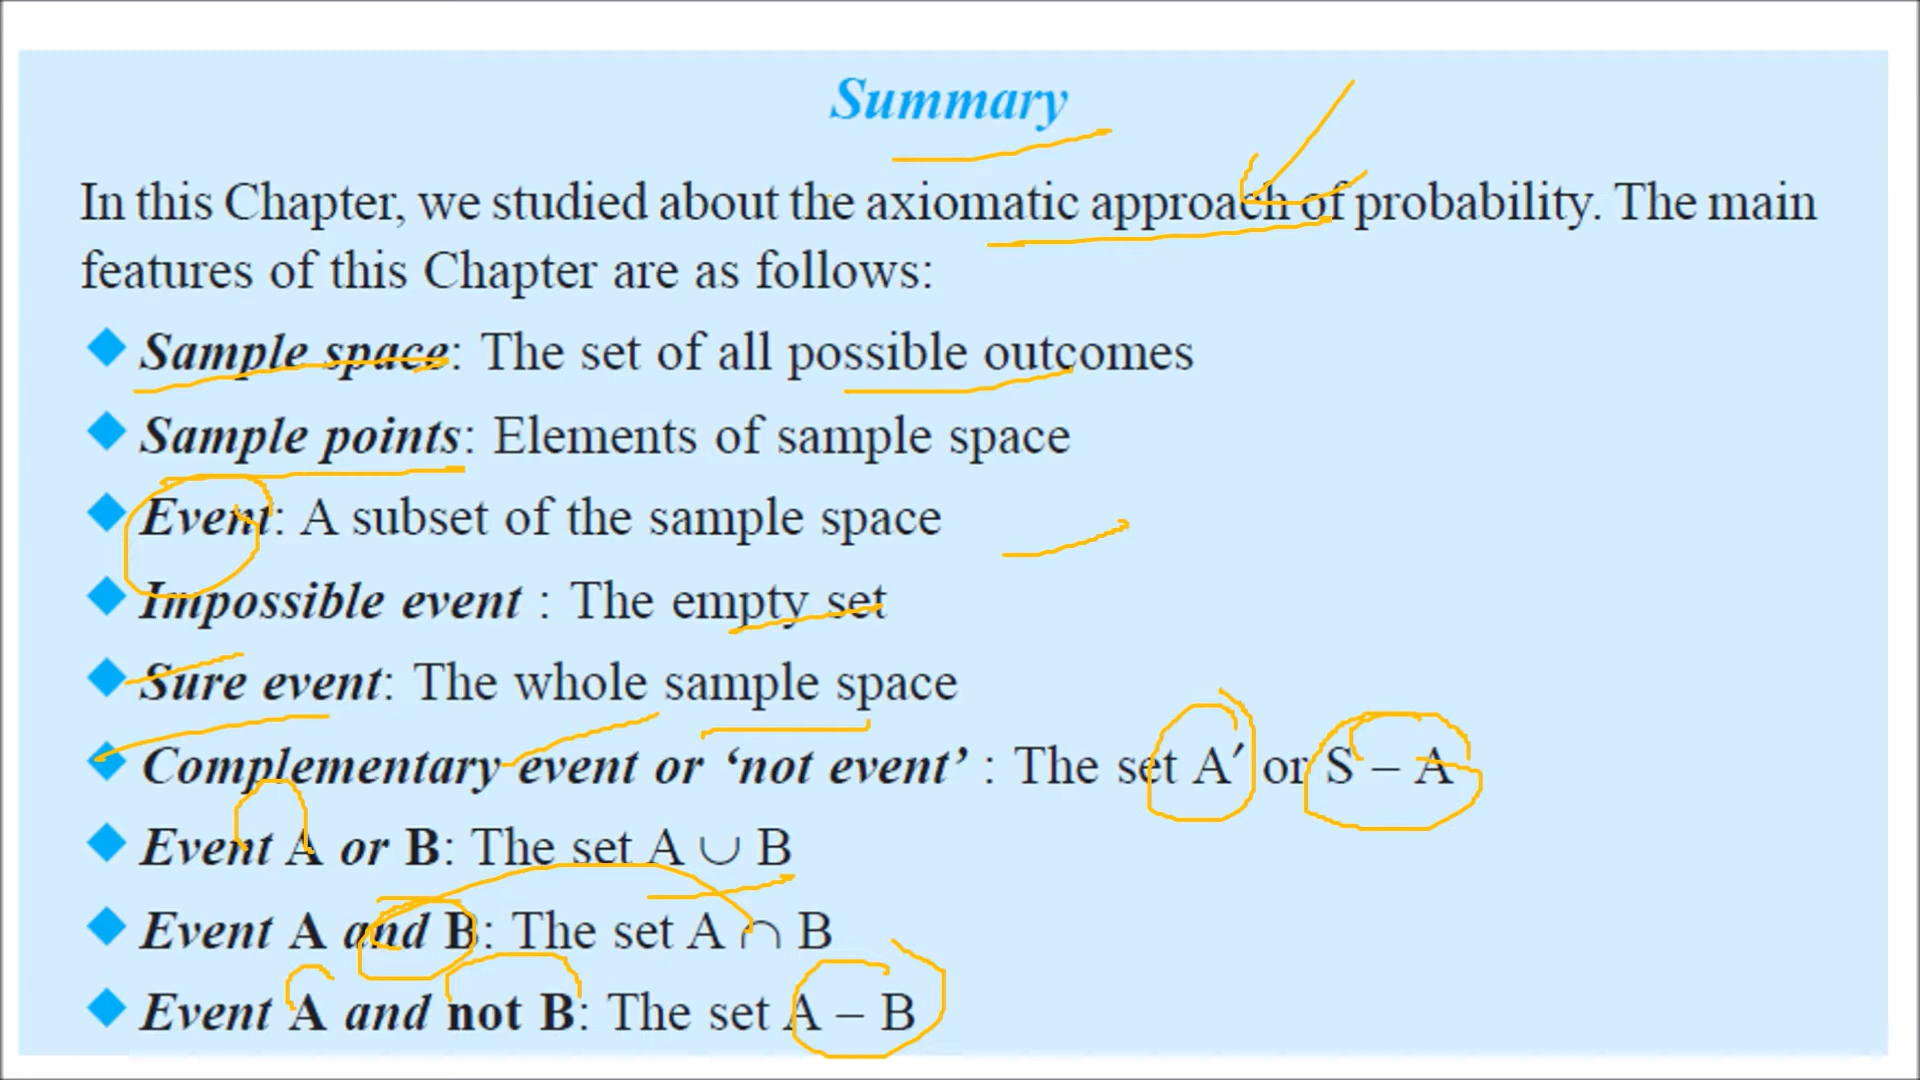 Summary
In this Chapter, we studied about the axiomatic approach of probability. The main
features of this Chapter are as follows:
Sample space: The set of all possible outcomes
Sample points: Elements of sample space
Event: A subset of the sample space
Impossible event : The empty set
Sure event: The whole sample space
Complementary event or ‘not event’ : The set A′ or S – A
Event A or B: The set A ∪ B
Event A and B: The set A ∩ B
Event A and not B: The set A – B